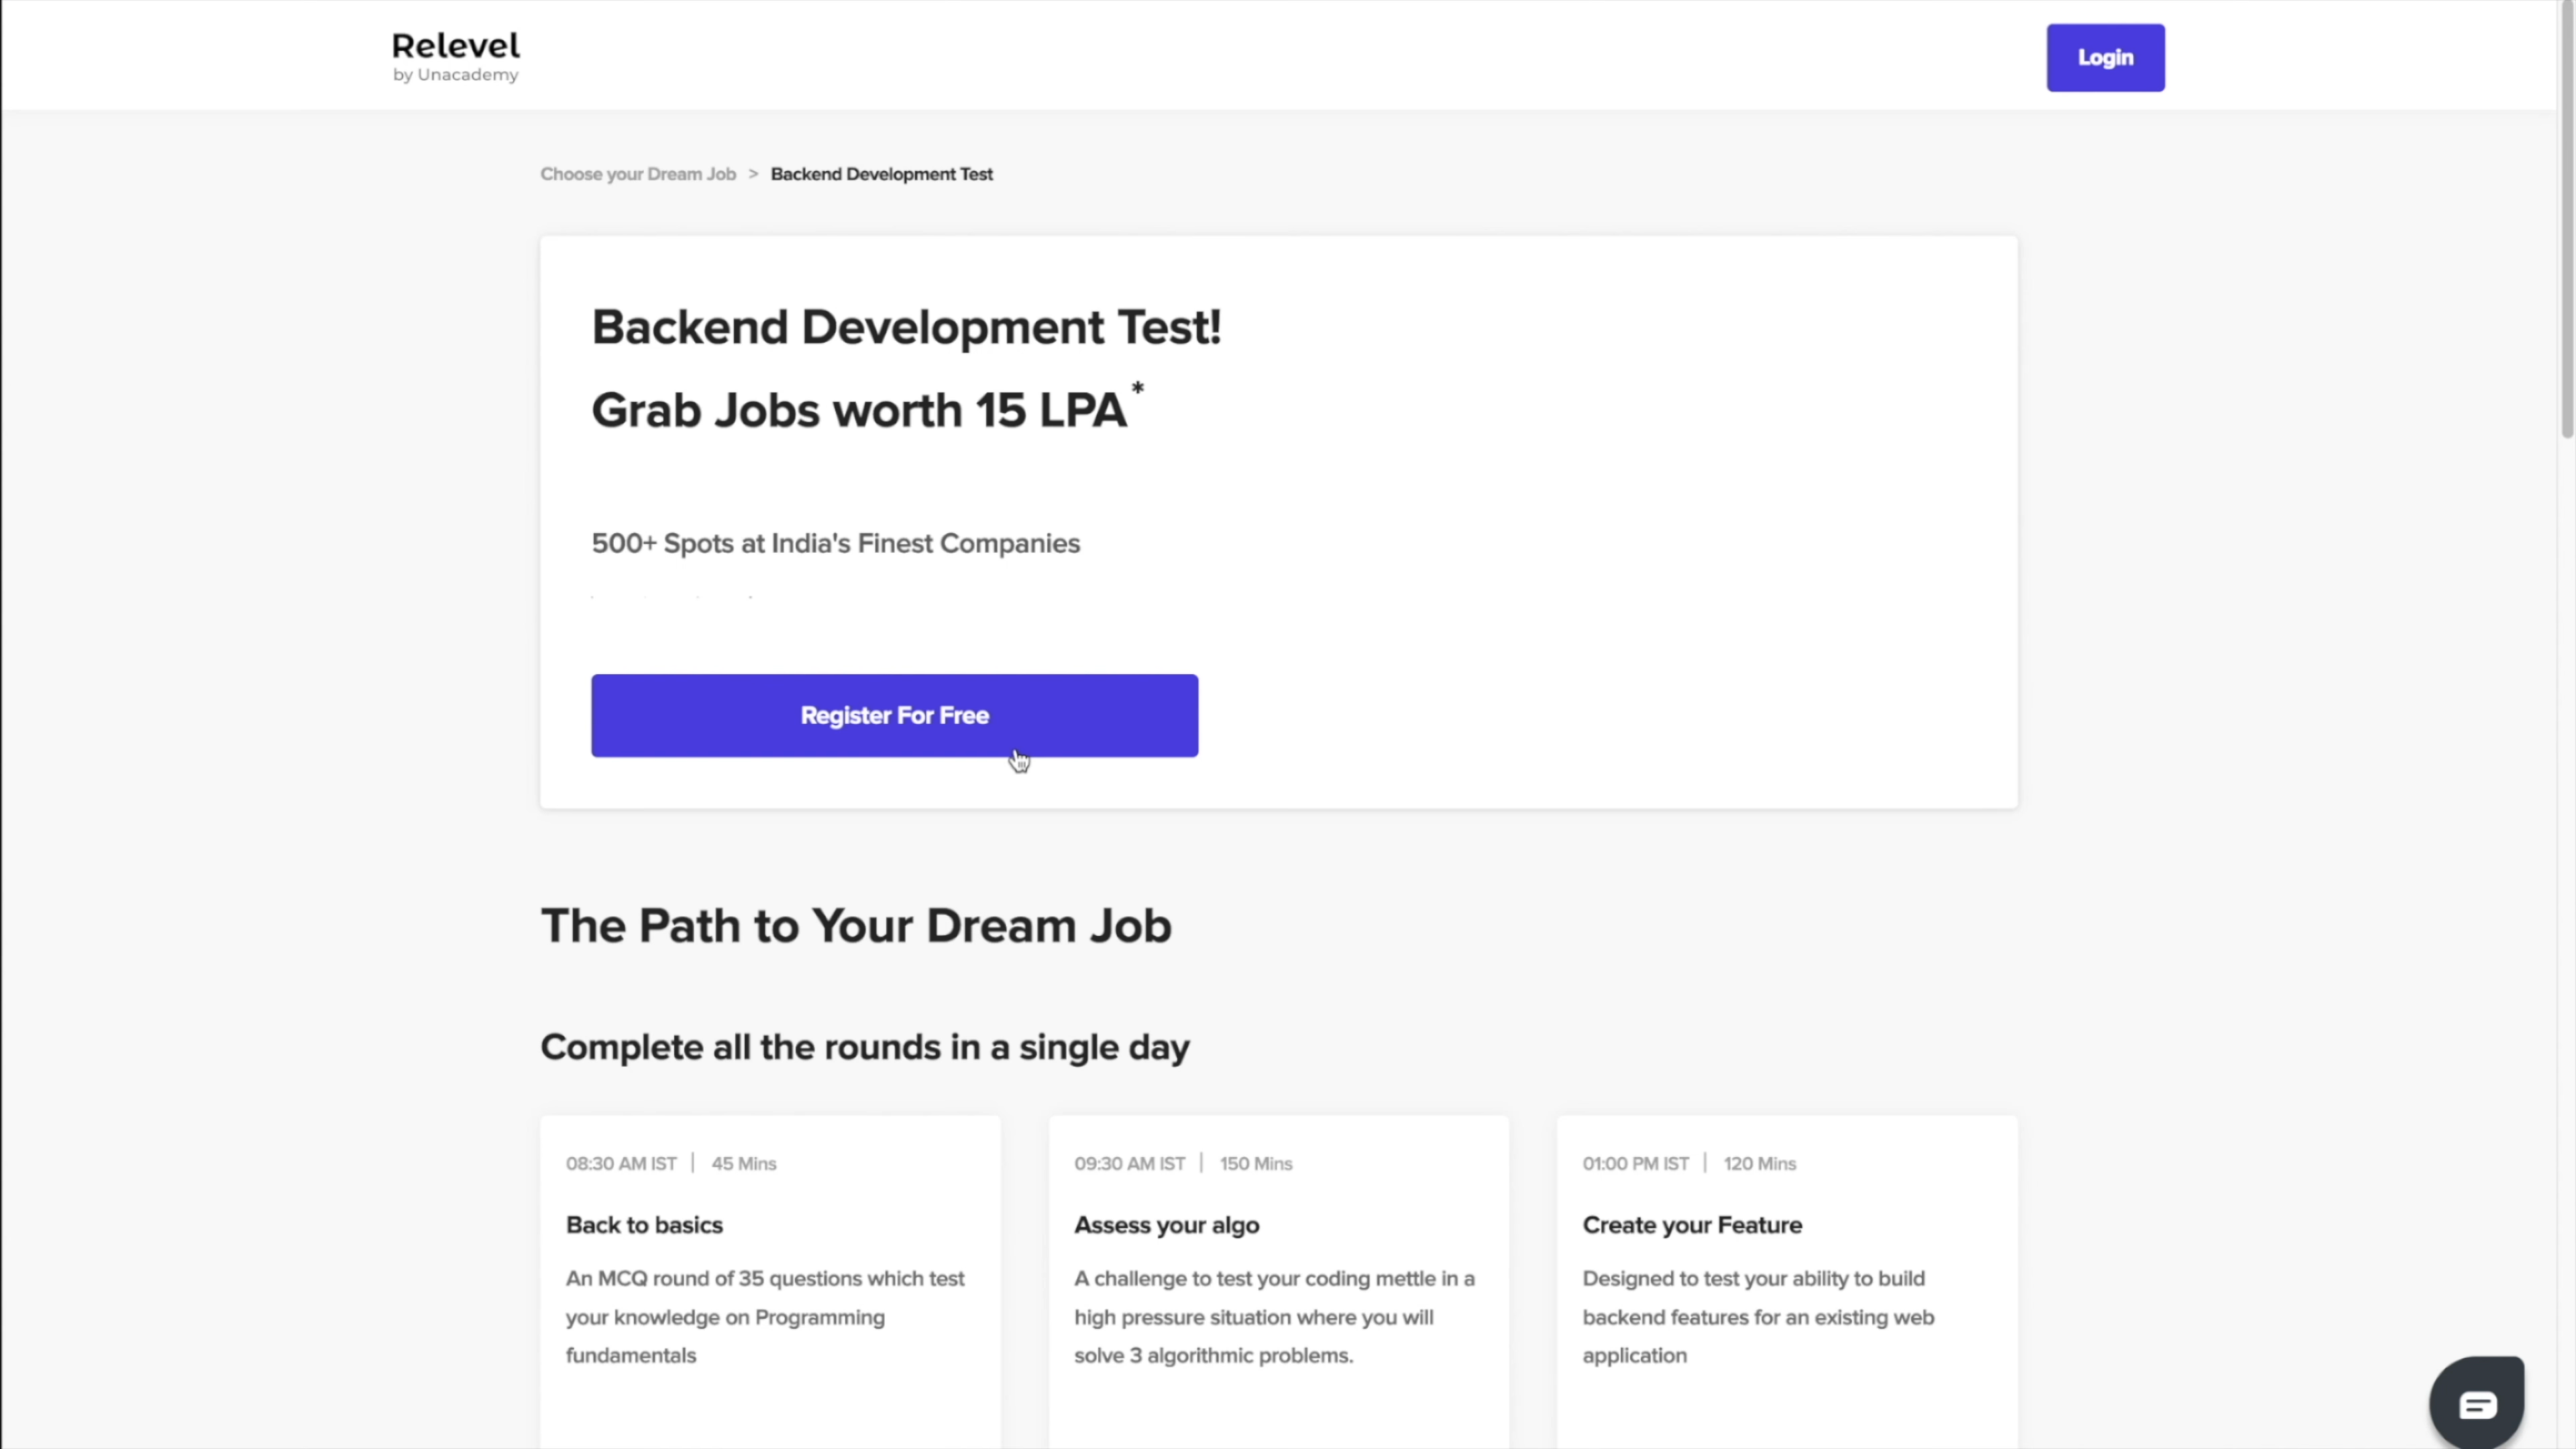 Relevel
by Unacademy
Login
Choose your Dream Job > Backend Development Test
Backend Development Test!
Grab Jobs worth 15 LPA*
500+ Spots at India's Finest Companies
Register For Free
The Path to Your Dream Job
Complete all the rounds in a single day
08:30 AM IST | 45 Mins
Back to basics
An MCQ round of 35 questions which test
your knowledge on Programming
fundamentals
09:30 AM IST | 150 Mins
Assess your algo
A challenge to test your coding mettle in a
high pressure situation where you will
solve 3 algorithmic problems.
01:00 PM IST | 120 Mins
Create your Feature
Designed to test your ability to build
backend features for an existing web
application